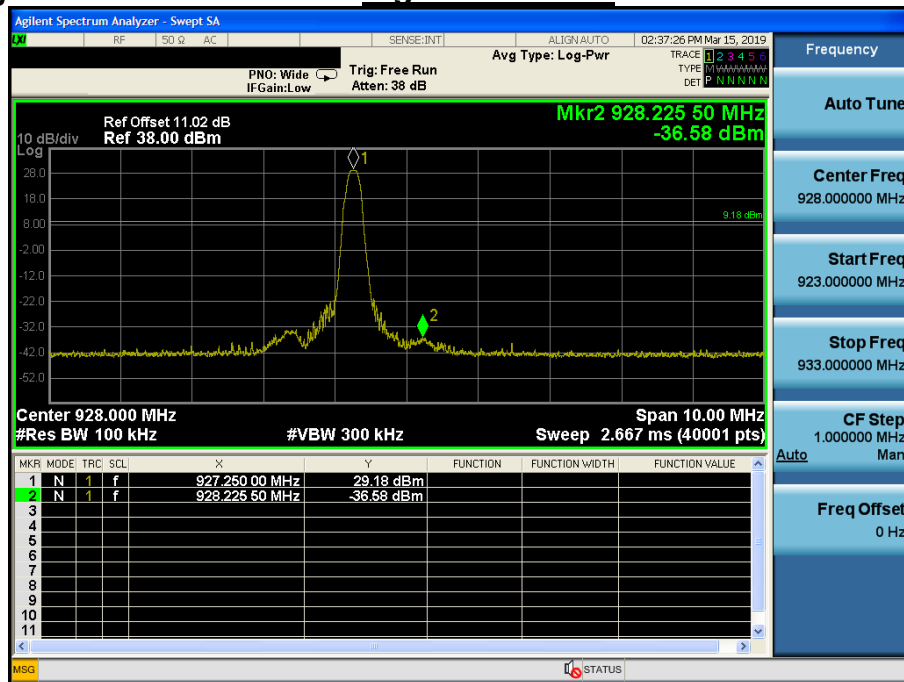 Agilent Spectrum Analyzer - Swept SA
LXI RF 50 Ω AC SENSE:INT ALIGN AUTO 02:37:26 PM Mar 15, 2019
Avg Type: Log-Pwr
PNO: Wide Trig: Free Run
IFGain:Low Atten: 38 dB
TRACE 1 2 3 4 5 6
TYPE M W W W W W
DET P N N N N N
Mkr2 928.225 50 MHz
-36.58 dBm
Ref Offset 11.02 dB
10 dB/div Ref 38.00 dBm
Log
1
28.0
18.0
9.18 dBm
8.00
-2.00
-12.0
-22.0
2
-32.0
-42.0
-52.0
Center 928.000 MHz Span 10.00 MHz
#Res BW 100 kHz #VBW 300 kHz Sweep 2.667 ms (40001 pts)
MKR MODE TRC SCL X Y FUNCTION FUNCTION WIDTH FUNCTION VALUE
1 N 1 f 927.250 00 MHz 29.18 dBm
2 N 1 f 928.225 50 MHz -36.58 dBm
3
4
5
6
7
8
9
10
11
MSG STATUS
Frequency
Auto Tune
Center Freq
928.000000 MHz
Start Freq
923.000000 MHz
Stop Freq
933.000000 MHz
CF Step
1.000000 MHz
Auto Man
Freq Offset
0 Hz